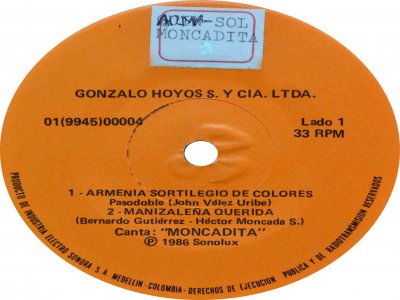 SOL
MONCADITA
GONZALO HOYOS S. Y CIA. LTDA.
01(9945)00004
Lado 1
33 RPM
1 - ARMENIA SORTILEGIO DE COLORES
Pasodoble (John Vélez Uribe)
2 - MANIZALEÑA QUERIDA
(Bernardo Gutiérrez - Héctor Moncada S.)
Canta: "MONCADITA"
Ⓟ 1986 Sonolux
PRODUCTO DE INDUSTRIA ELECTRO SONORA S. A. MEDELLIN - COLOMBIA - DERECHOS DE EJECUCION PUBLICA Y DE RADIOTRANSMISION RESERVADOS